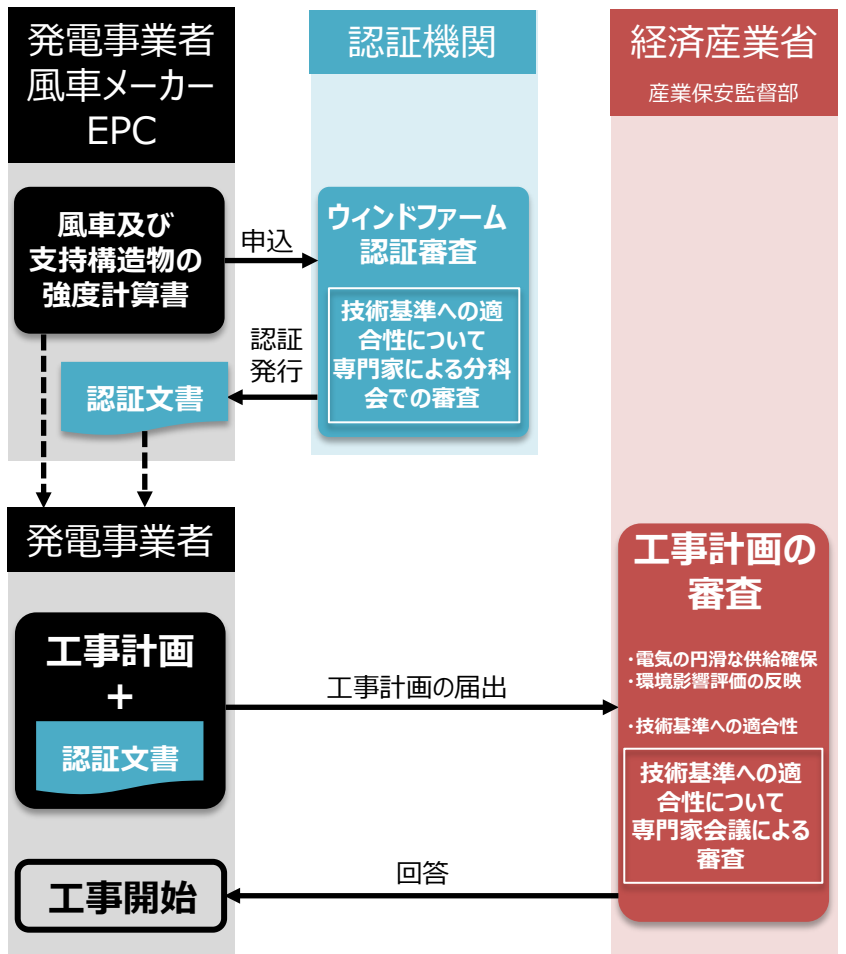 発電事業者
風車メーカー
EPC
認証機関
経済産業省
産業保安監督部
風車及び
支持構造物の
強度計算書
申込
ウィンドファーム
認証審査
技術基準への適
合性について
専門家による分科
会での審査
認証
発行
認証文書
発電事業者
工事計画
+
認証文書
工事計画の届出
工事計画の
審査
・電気の円滑な供給確保
・環境影響評価の反映
・技術基準への適合性
技術基準への適
合性について
専門家会議による
審査
回答
工事開始